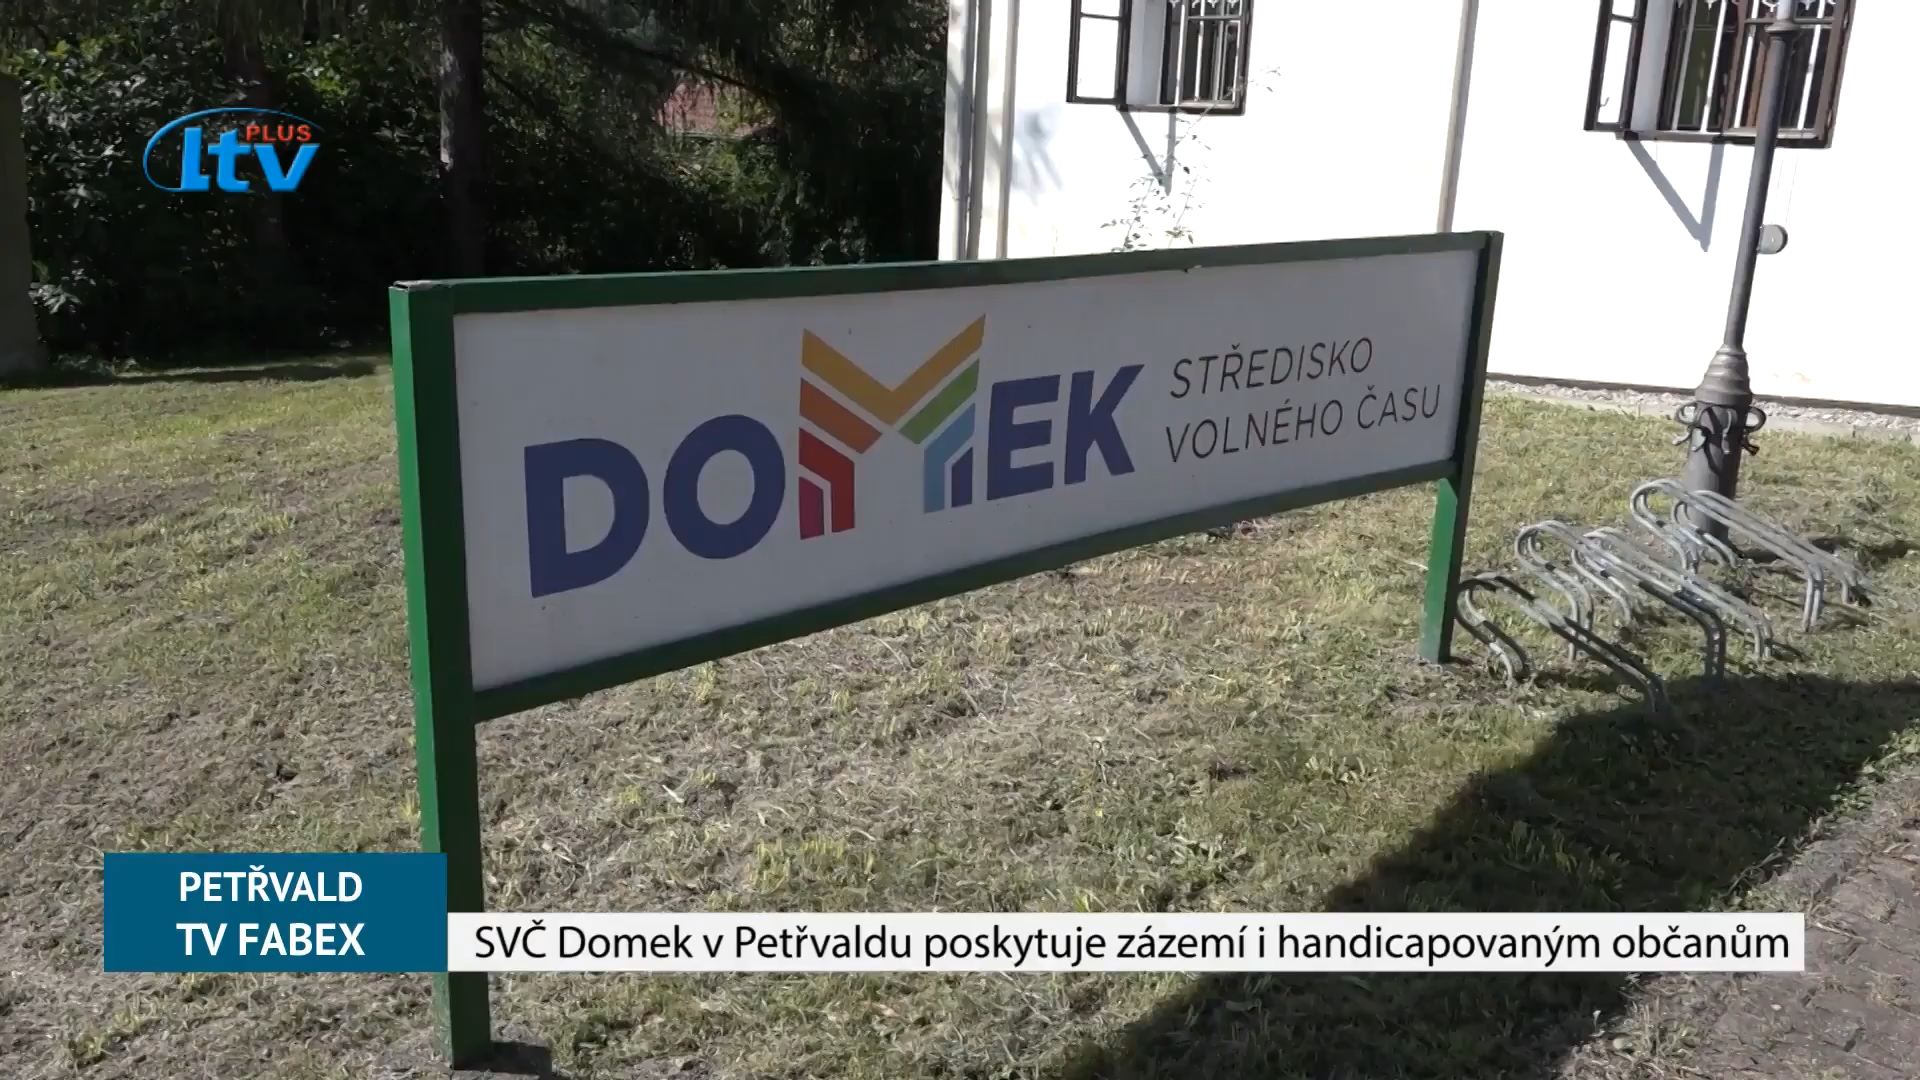 PLUS
LTV
DOMEK
STŘEDISKO
VOLNÉHO ČASU
PETŘVALD
TV FABEX
SVČ Domek v Petřvaldu poskytuje zázemí i handicapovaným občanům